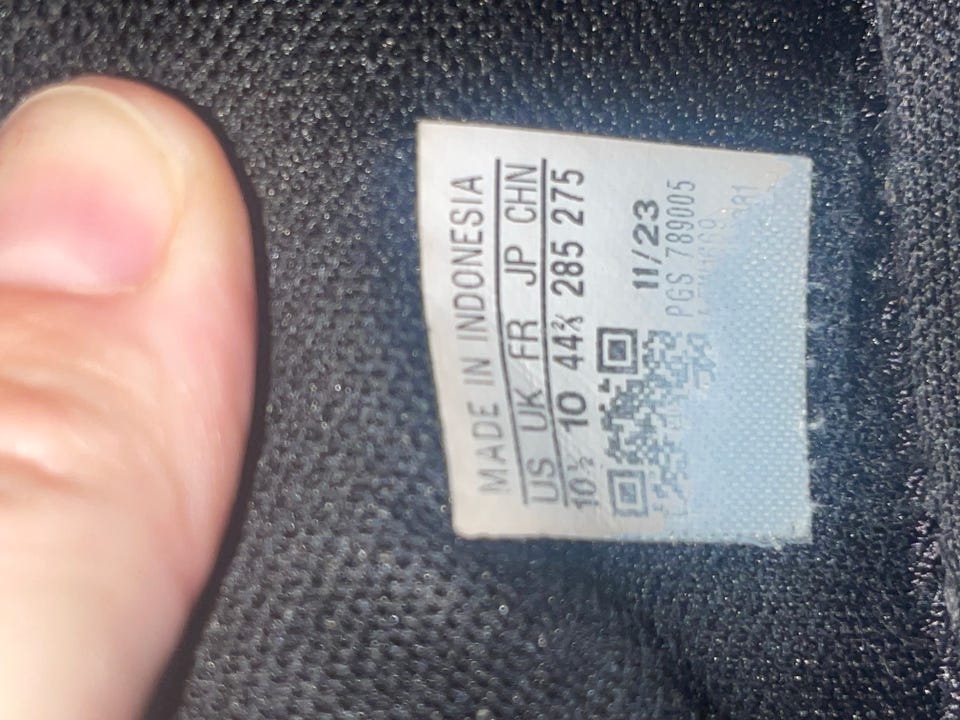 MADE IN INDONESIA
US UK FR JP CHN
10½ 10 44⅔ 285 275
11/23
PGS 789005